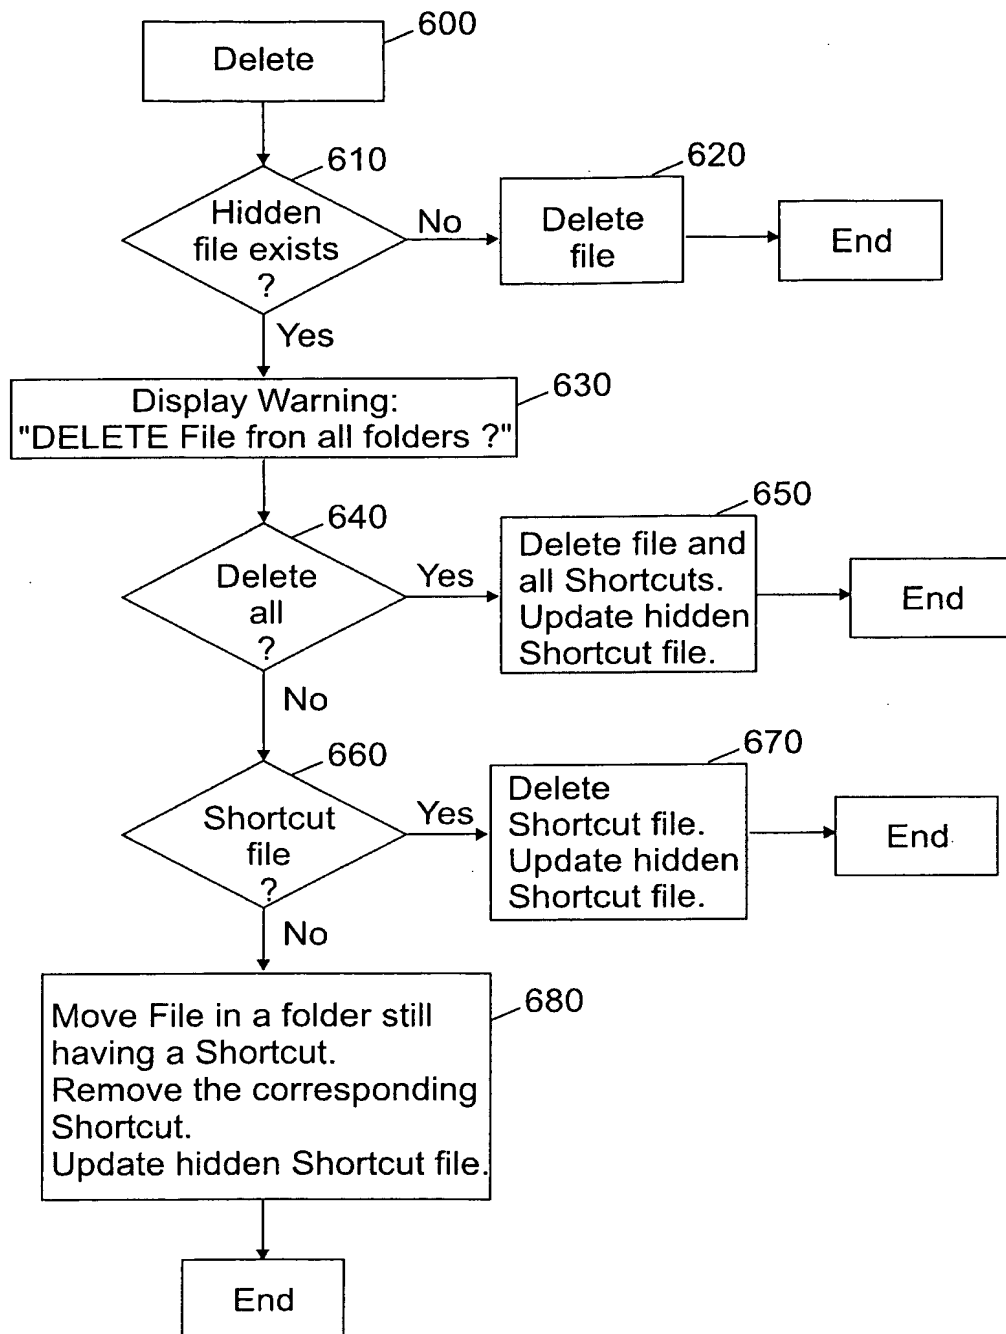 600
Delete
610
Hidden
file exists
?
No
620
Delete
file
End
Yes
630
Display Warning:
"DELETE File fron all folders ?"
640
Delete
all
?
Yes
650
Delete file and
all Shortcuts.
Update hidden
Shortcut file.
End
No
660
Shortcut
file
?
Yes
670
Delete
Shortcut file.
Update hidden
Shortcut file.
End
No
680
Move File in a folder still
having a Shortcut.
Remove the corresponding
Shortcut.
Update hidden Shortcut file.
End